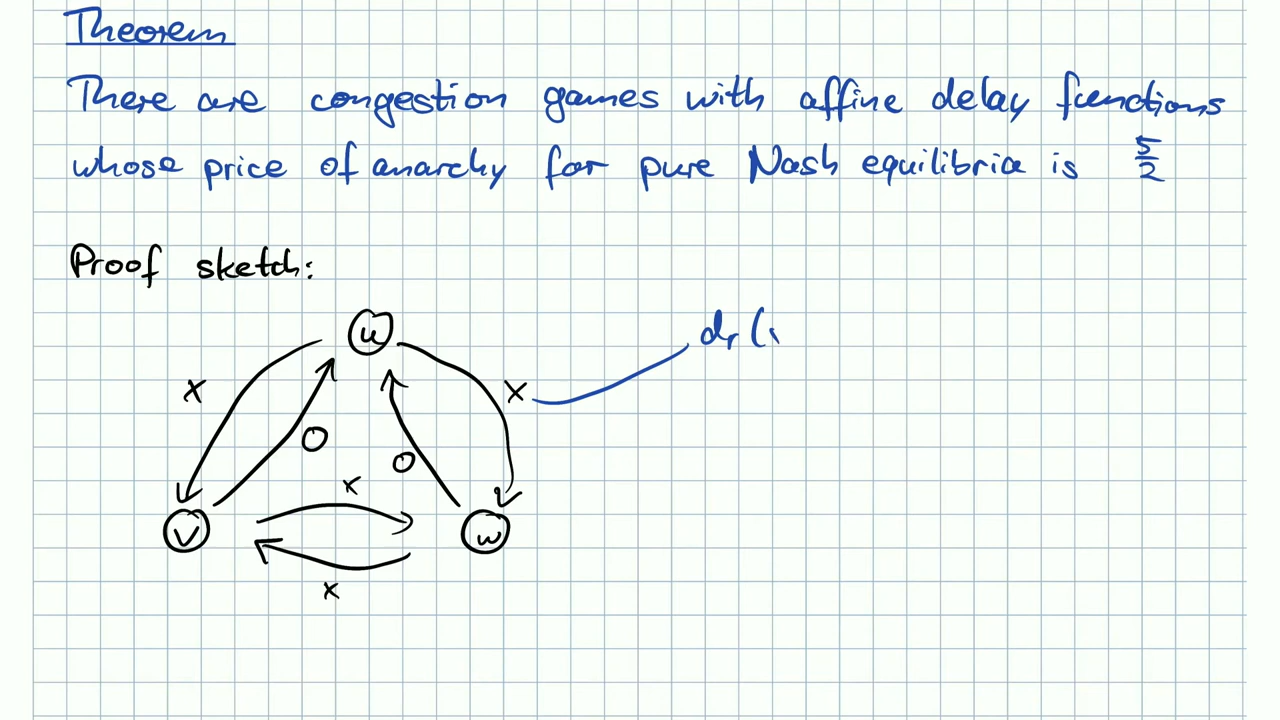 Theorem
There are congestion games with affine delay functions
whose price of anarchy for pure Nash equilibria is 5/2
Proof sketch:
u
dr (
x
x
0
0
x
v
w
x